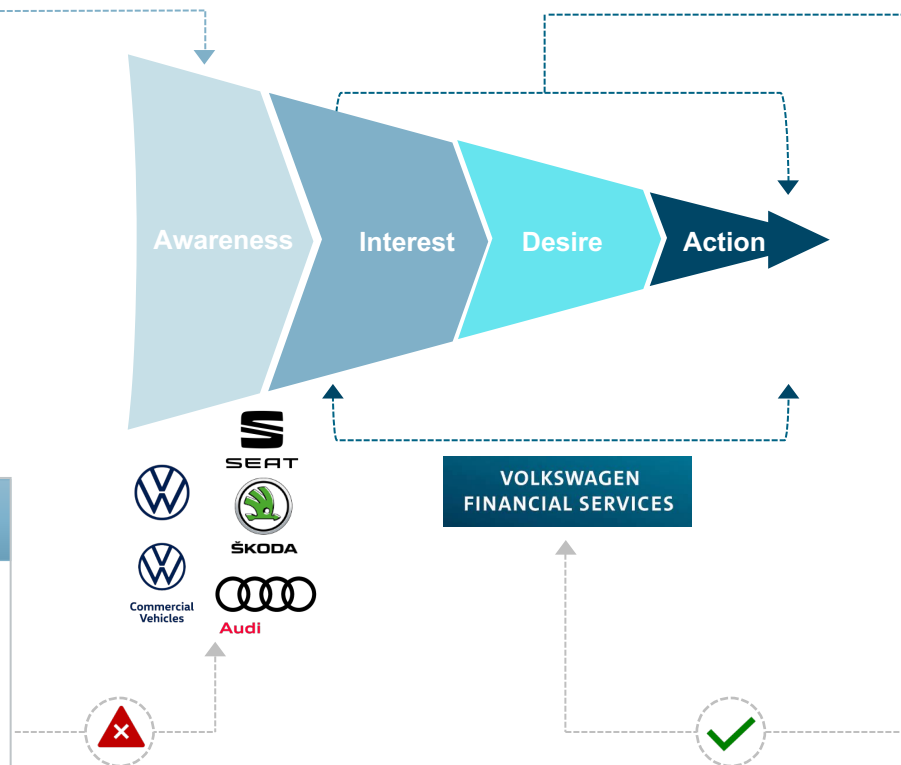 Awareness
Interest
Desire
Action
SEAT
ŠKODA
Commercial
Vehicles
Audi
VOLKSWAGEN
FINANCIAL SERVICES